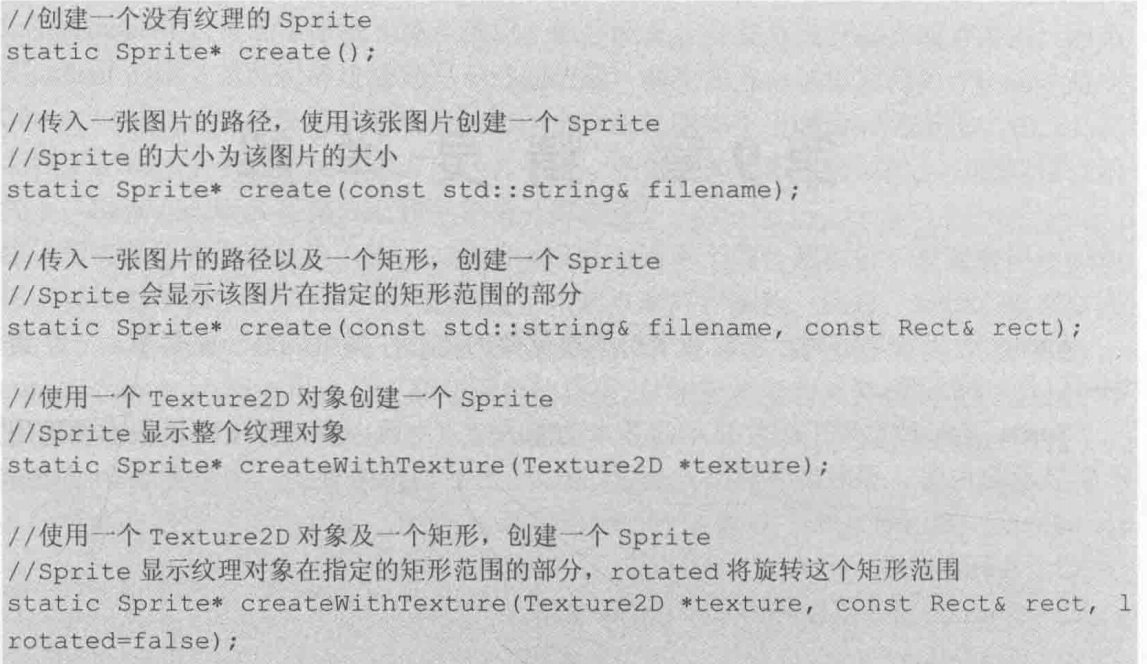 //创建一个没有纹理的 Sprite
static Sprite* create();
//传入一张图片的路径，使用该张图片创建一个 Sprite
//Sprite 的大小为该图片的大小
static Sprite* create(const std::string& filename);
//传入一张图片的路径以及一个矩形，创建一个 Sprite
//Sprite 会显示该图片在指定的矩形范围的部分
static Sprite* create(const std::string& filename, const Rect& rect);
//使用一个 Texture2D 对象创建一个 Sprite
//Sprite 显示整个纹理对象
static Sprite* createWithTexture(Texture2D *texture);
//使用一个 Texture2D 对象及一个矩形，创建一个 Sprite
//Sprite 显示纹理对象在指定的矩形范围的部分，rotated 将旋转这个矩形范围
static Sprite* createWithTexture(Texture2D *texture, const Rect& rect,
rotated=false);